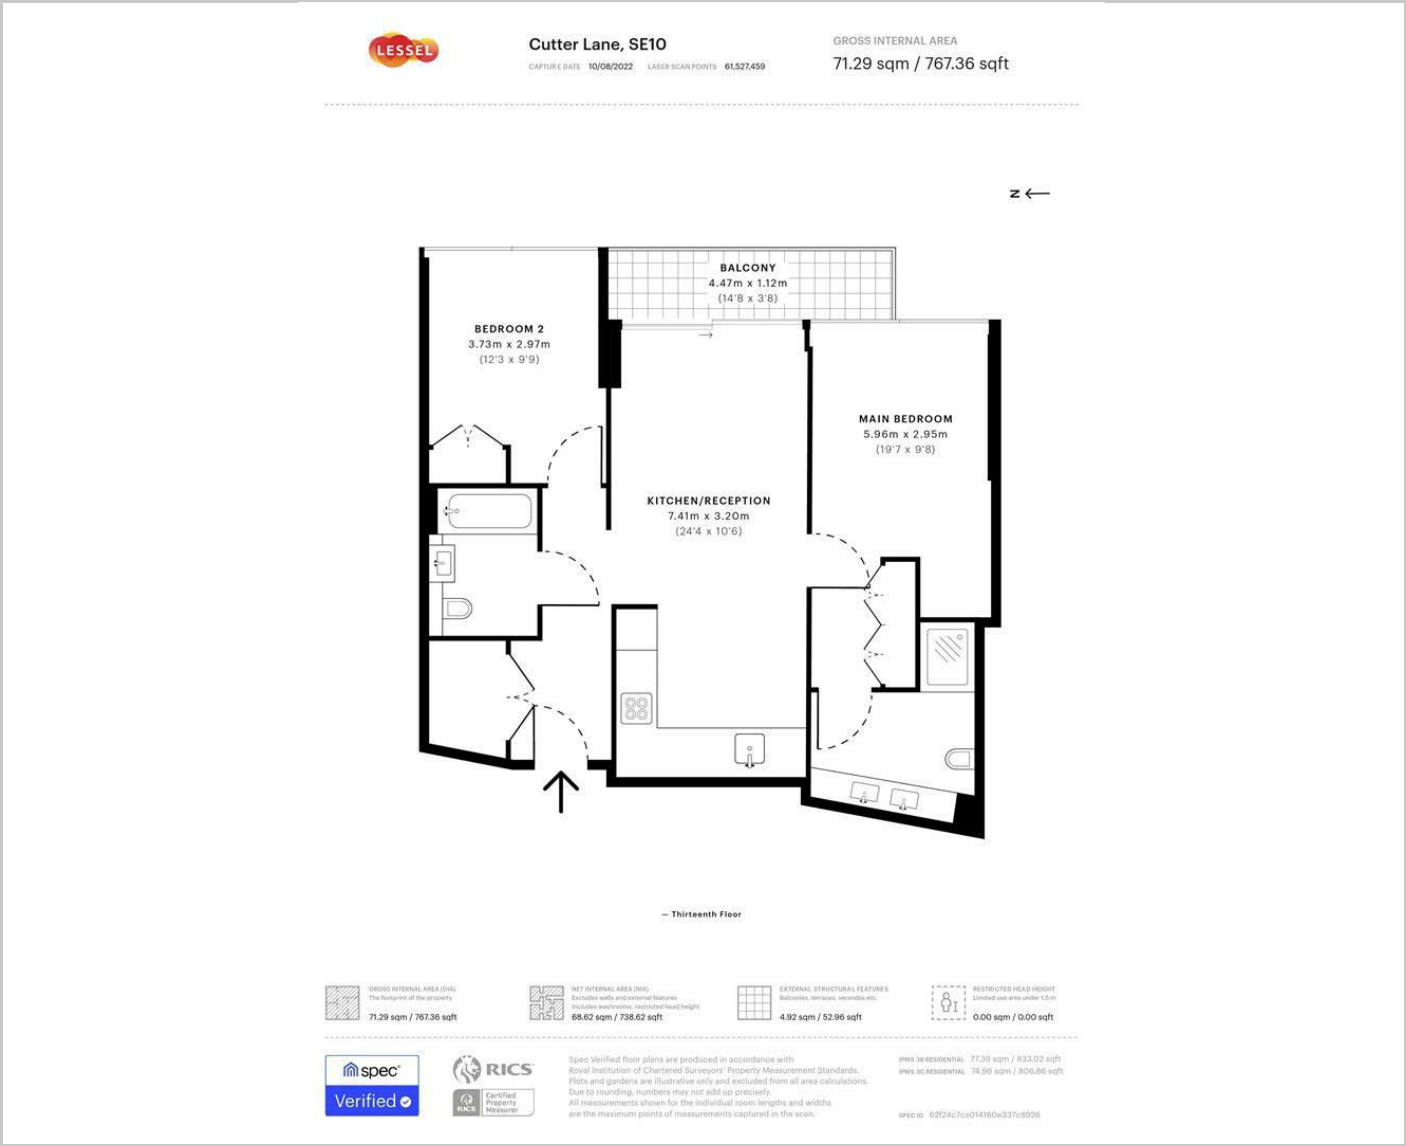 LESSEL
Cutter Lane, SE10
CAPTURE DATE 10/08/2022 LASER SCAN POINTS 61,527,459
GROSS INTERNAL AREA
71.29 sqm / 767.36 sqft
N
BALCONY
4.47m x 1.12m
(14'8 x 3'8)
BEDROOM 2
3.73m x 2.97m
(12'3 x 9'9)
MAIN BEDROOM
5.96m x 2.95m
(19'7 x 9'8)
KITCHEN/RECEPTION
7.41m x 3.20m
(24'4 x 10'6)
— Thirteenth Floor
GROSS INTERNAL AREA (GIA)
The footprint of the property
71.29 sqm / 767.36 sqft
NET INTERNAL AREA (NIA)
Excludes walls and external features
Includes washrooms, restricted head height
68.62 sqm / 738.62 sqft
EXTERNAL STRUCTURAL FEATURES
Balconies, terraces, verandas etc.
4.92 sqm / 52.96 sqft
RESTRICTED HEAD HEIGHT
Limited use area under 1.5 m
0.00 sqm / 0.00 sqft
spec
Verified
RICS
RICS
Certified
Property
Measurer
Spec Verified floor plans are produced in accordance with
Royal Institution of Chartered Surveyors' Property Measurement Standards.
Plots and gardens are illustrative only and excluded from all area calculations.
Due to rounding, numbers may not add up precisely.
All measurements shown for the individual room lengths and widths
are the maximum points of measurements captured in the scan.
IPMS 3B RESIDENTIAL 77.39 sqm / 833.02 sqft
IPMS 3C RESIDENTIAL 74.96 sqm / 806.86 sqft
SPEC ID 62f24c7ca014160e337c8926